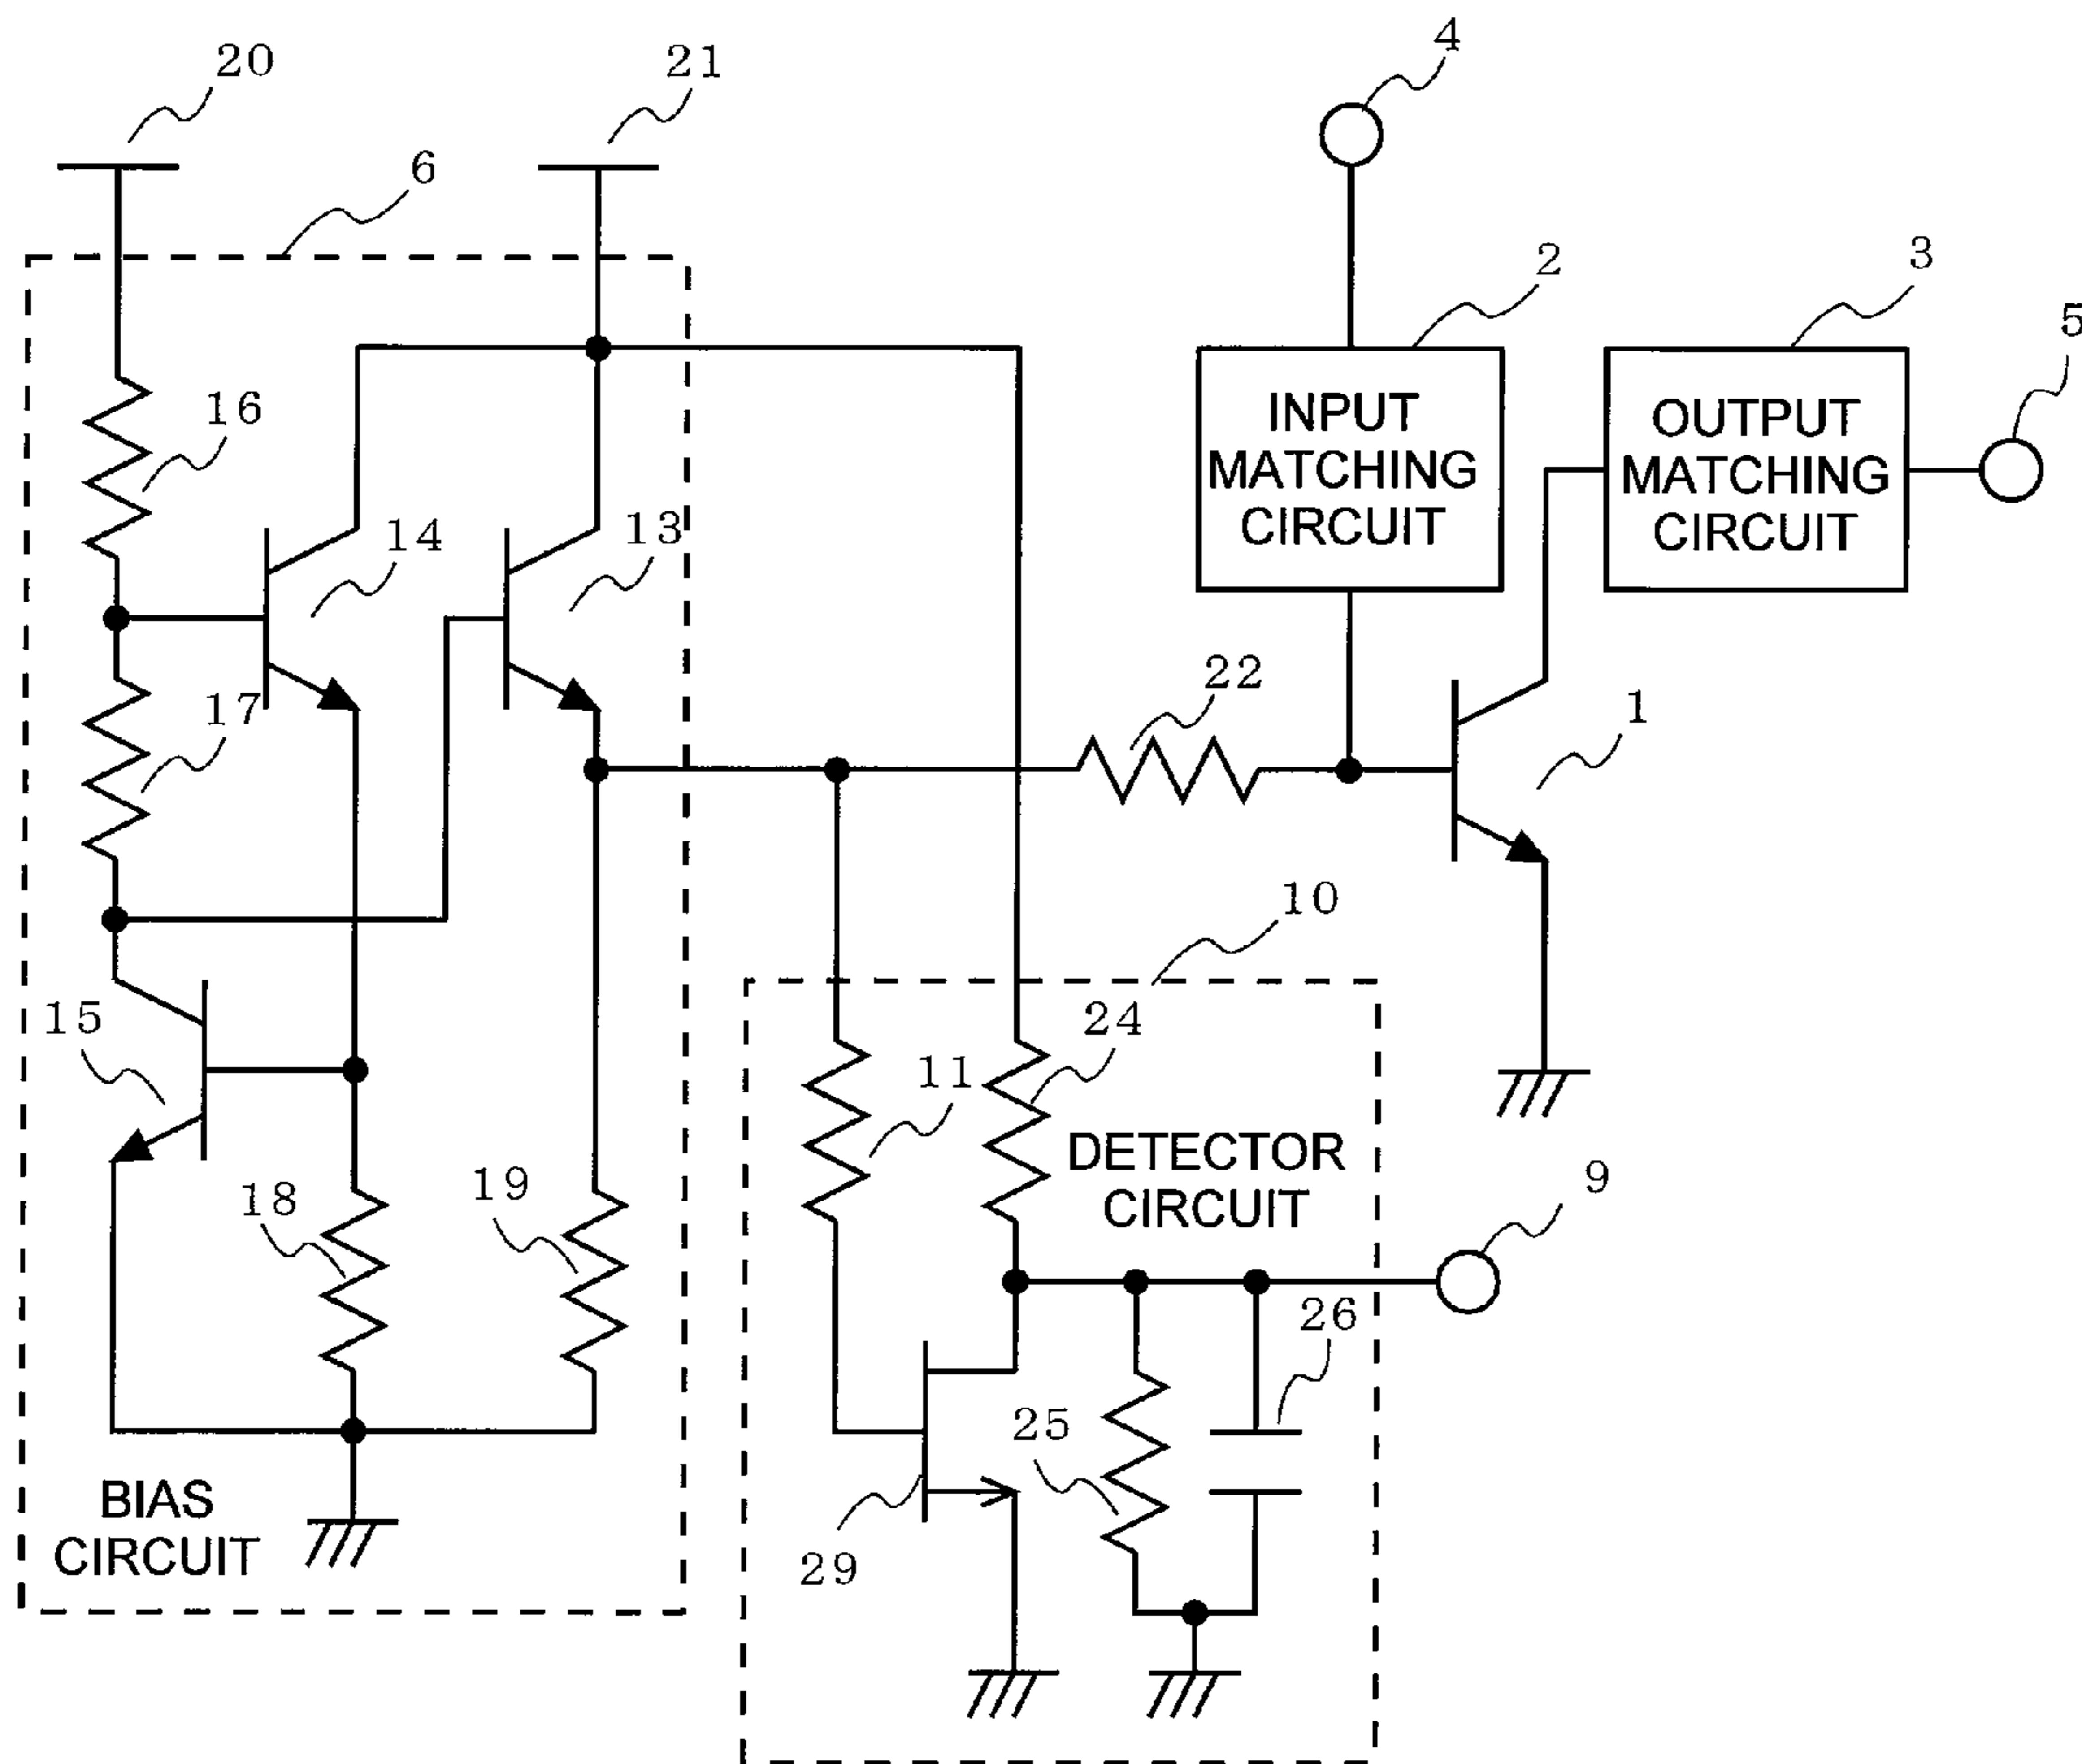 4
20
21
6
2
3
5
INPUT
MATCHING
CIRCUIT
OUTPUT
MATCHING
CIRCUIT
16
14
13
22
17
1
10
15
24
11
DETECTOR
CIRCUIT
9
18
19
26
25
BIAS
CIRCUIT
29